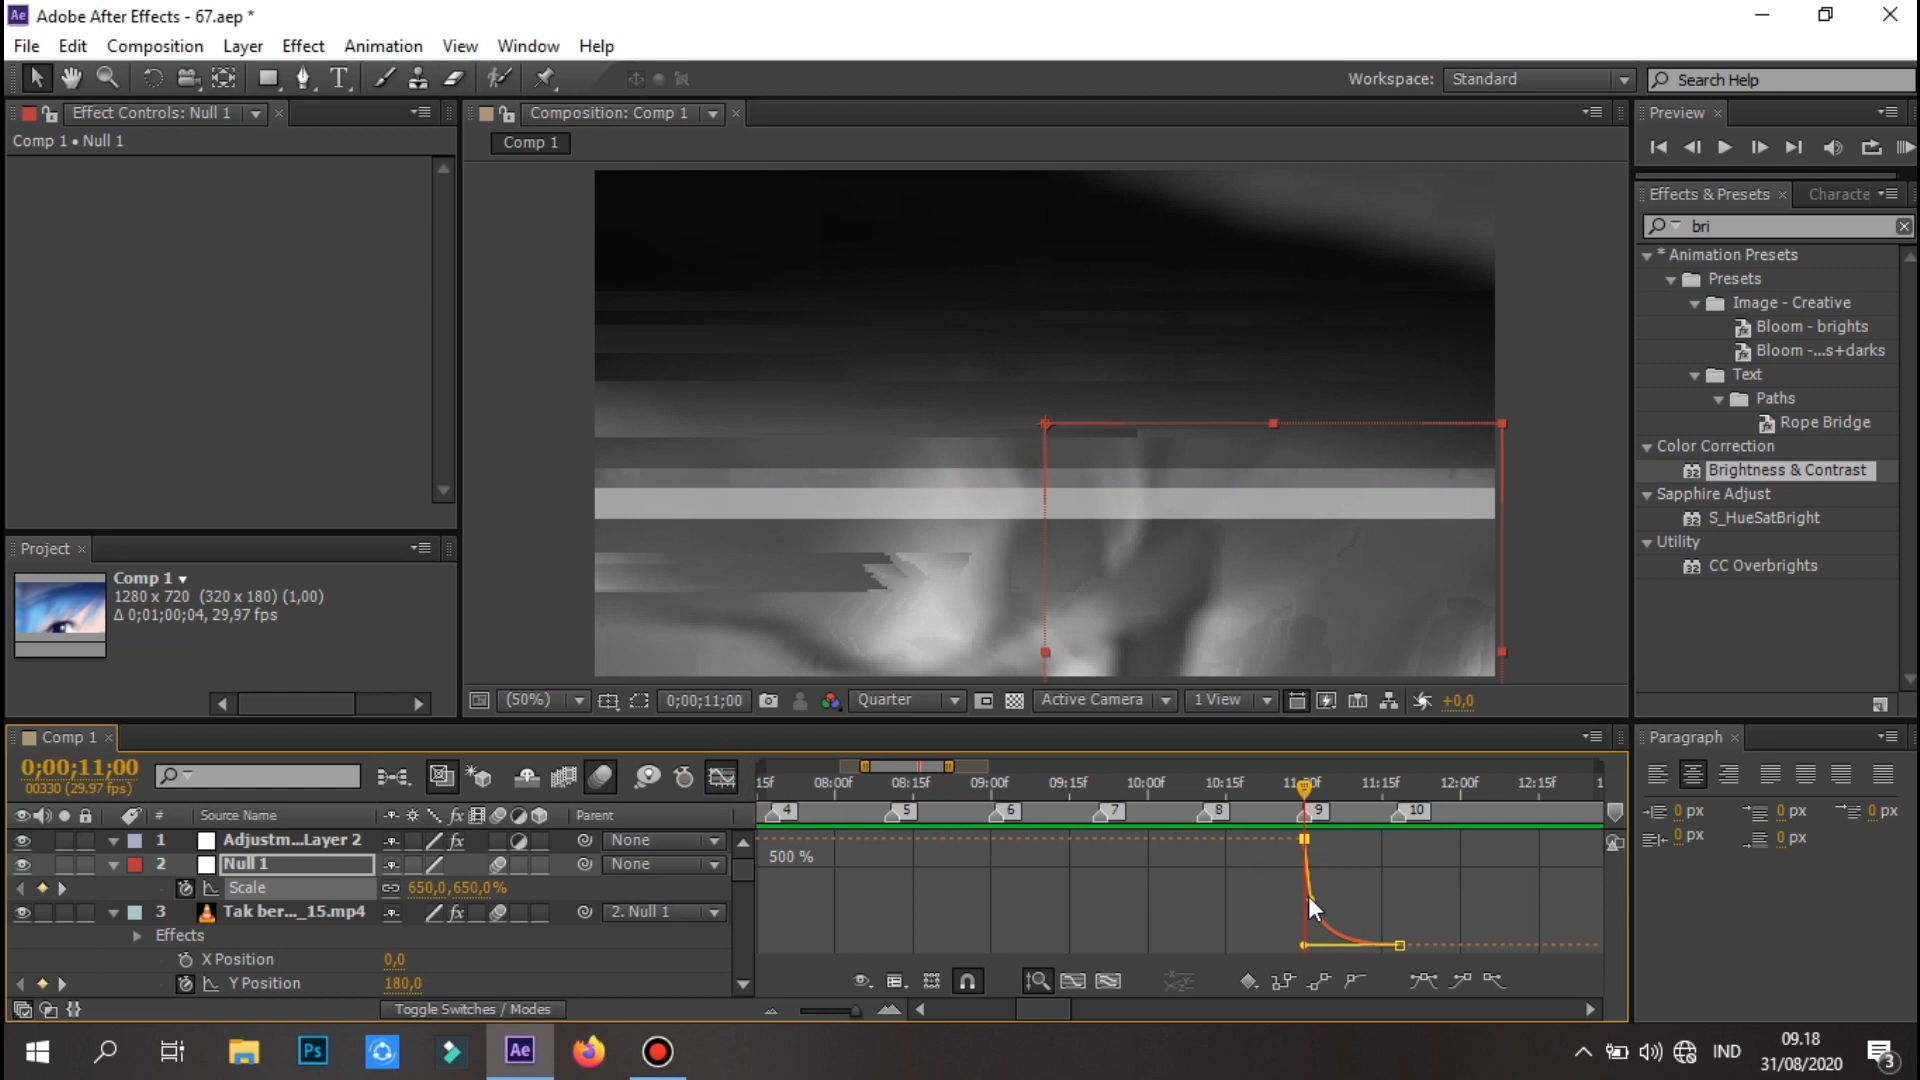 Adobe After Effects - 67.aep *
File Edit Composition Layer Effect Animation View Window Help
Workspace: Standard Search Help
Effect Controls: Null 1
Comp 1 • Null 1
Composition: Comp 1
Comp 1
Preview
Effects & Presets Characte
bri
* Animation Presets
Presets
Image - Creative
Bloom - brights
Bloom -...s+darks
Text
Paths
Rope Bridge
Color Correction
Brightness & Contrast
Sapphire Adjust
S_HueSatBright
Utility
CC Overbrights
Project
Comp 1
1280 x 720 (320 x 180) (1,00)
Δ 0;01;00;04, 29,97 fps
(50%) 0;00;11;00 Quarter Active Camera 1 View +0,0
Comp 1
0;00;11;00
00330 (29.97 fps)
15f 08:00f 08:15f 09:00f 09:15f 10:00f 10:15f 11:00f 11:15f 12:00f 12:15f 1
4 5 6 7 8 9 10
# Source Name Parent
1 Adjustm...Layer 2 None
2 Null 1 None
Scale 650,0,650,0%
3 Tak ber..._15.mp4 2. Null 1
Effects
X Position 0,0
Y Position 180,0
500 %
Toggle Switches / Modes
Paragraph
0 px 0 px 0 px
0 px 0 px
Ae Ps Ae
IND 09.18
31/08/2020
3